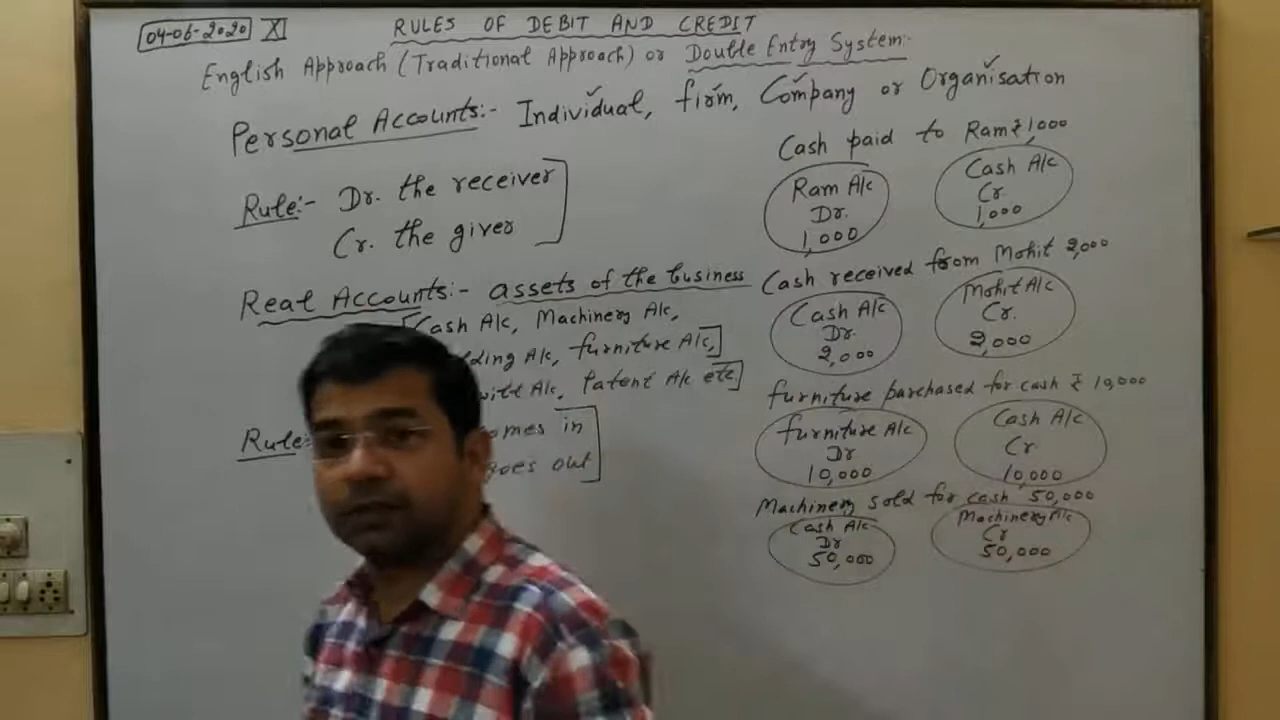 04-06-2020 XI
RULES OF DEBIT AND CREDIT
English Approach (Traditional Approach) or Double Entry System:-
Personal Accounts:- Individual, firm, Company or Organisation
Rule:- Dr. the receiver
Cr. the giver
Real Accounts:- assets of the business
[Cash A/c, Machinery A/c,
A/c, furniture A/c,]
A/c, Patent A/c etc]
Rule:
in
Goes out
Cash paid to Ram ₹1,000
Ram A/c
Dr.
1,000
Cash A/c
Cr.
1,000
Cash received from Mohit 2,000
Cash A/c
Dr.
2,000
Mohit A/c
Cr.
2,000
furniture purchased for cash ₹ 10,000
furniture A/c
Dr
10,000
Cash A/c
Cr
10,000
Machinery sold for cash 50,000
Cash A/c
Dr
50,000
Machinery A/c
Cr
50,000